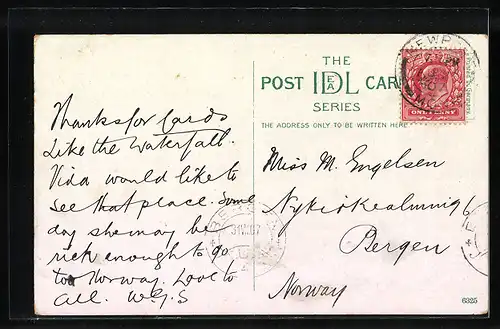 THE
POST IDL CARD
E A
SERIES
THE ADDRESS ONLY TO BE WRITTEN HERE
ONE PENNY
Thanks for Cards
Like the Waterfall.
Vida would like to
see that place. Some
day she may be
rich enough to go
to Norway. Love to
all. W.G.S
Miss M. Engelsen
Bergen
Norway
6325